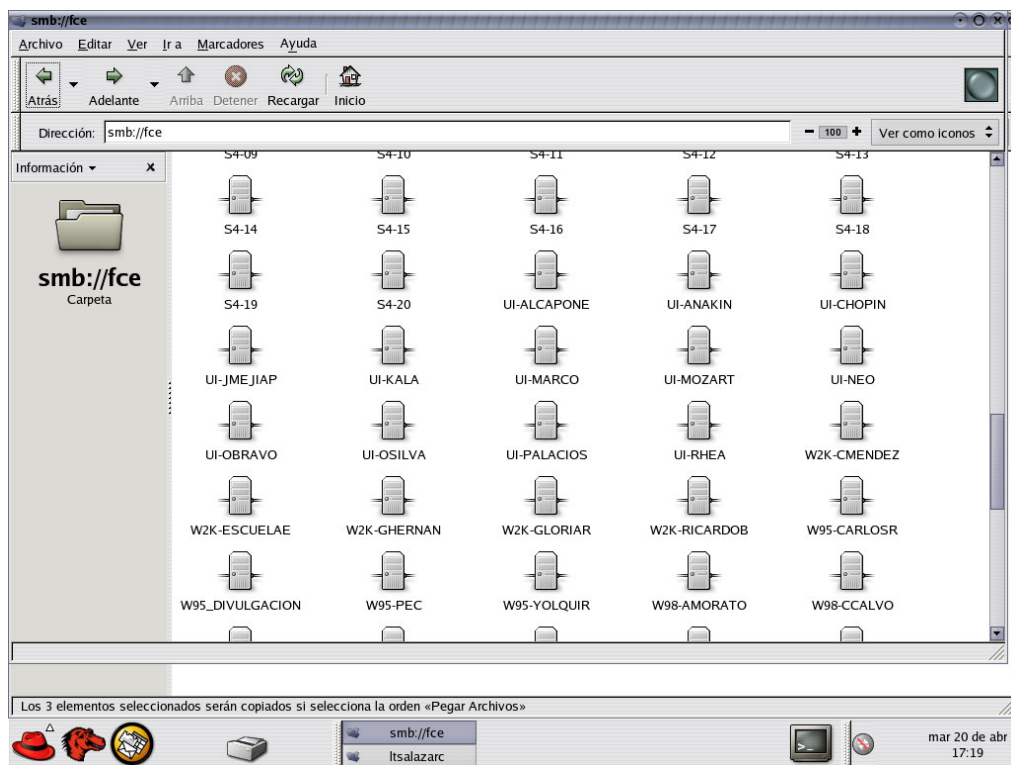 smb://fce
Archivo Editar Ver Ir a Marcadores Ayuda
Atrás Adelante Arriba Detener Recargar Inicio
Dirección: smb://fce 100 Ver como iconos
Información
smb://fce
Carpeta
S4-09 S4-10 S4-11 S4-12 S4-13
S4-14 S4-15 S4-16 S4-17 S4-18
S4-19 S4-20 UI-ALCAPONE UI-ANAKIN UI-CHOPIN
UI-JMEJIAP UI-KALA UI-MARCO UI-MOZART UI-NEO
UI-OBRAVO UI-OSILVA UI-PALACIOS UI-RHEA W2K-CMENDEZ
W2K-ESCUELAE W2K-GHERNAN W2K-GLORIAR W2K-RICARDOB W95-CARLOSR
W95_DIVULGACION W95-PEC W95-YOLQUIR W98-AMORATO W98-CCALVO
Los 3 elementos seleccionados serán copiados si selecciona la orden «Pegar Archivos»
smb://fce
ltsalazarc
mar 20 de abr
17:19